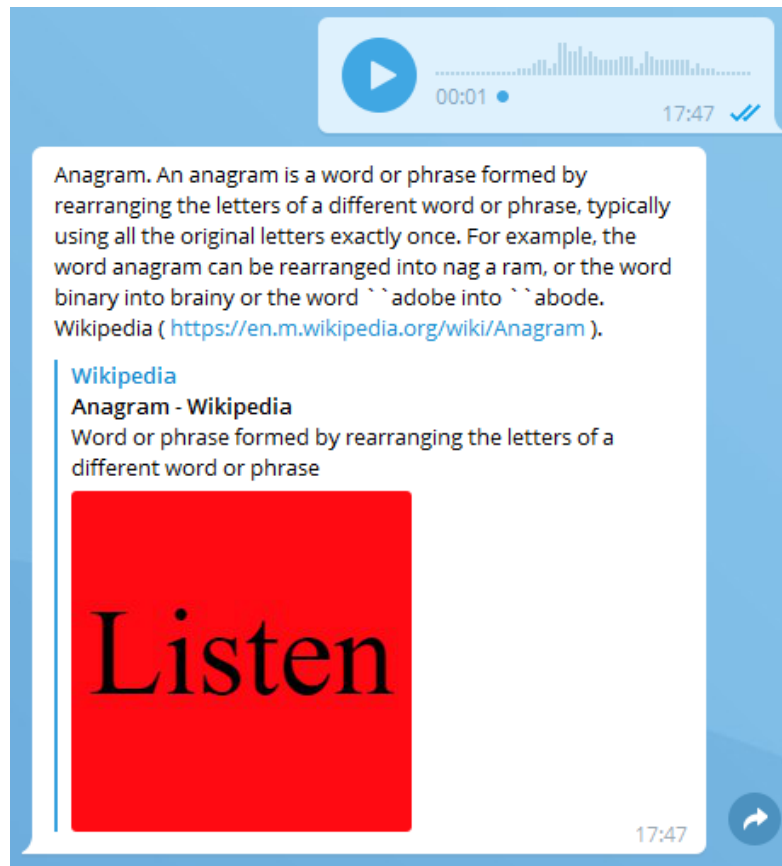 00:01
17:47
Anagram. An anagram is a word or phrase formed by
rearranging the letters of a different word or phrase, typically
using all the original letters exactly once. For example, the
word anagram can be rearranged into nag a ram, or the word
binary into brainy or the word ` ` adobe into ` ` abode.
Wikipedia ( https://en.m.wikipedia.org/wiki/Anagram ).
Wikipedia
Anagram - Wikipedia
Word or phrase formed by rearranging the letters of a
different word or phrase
Listen
17:47